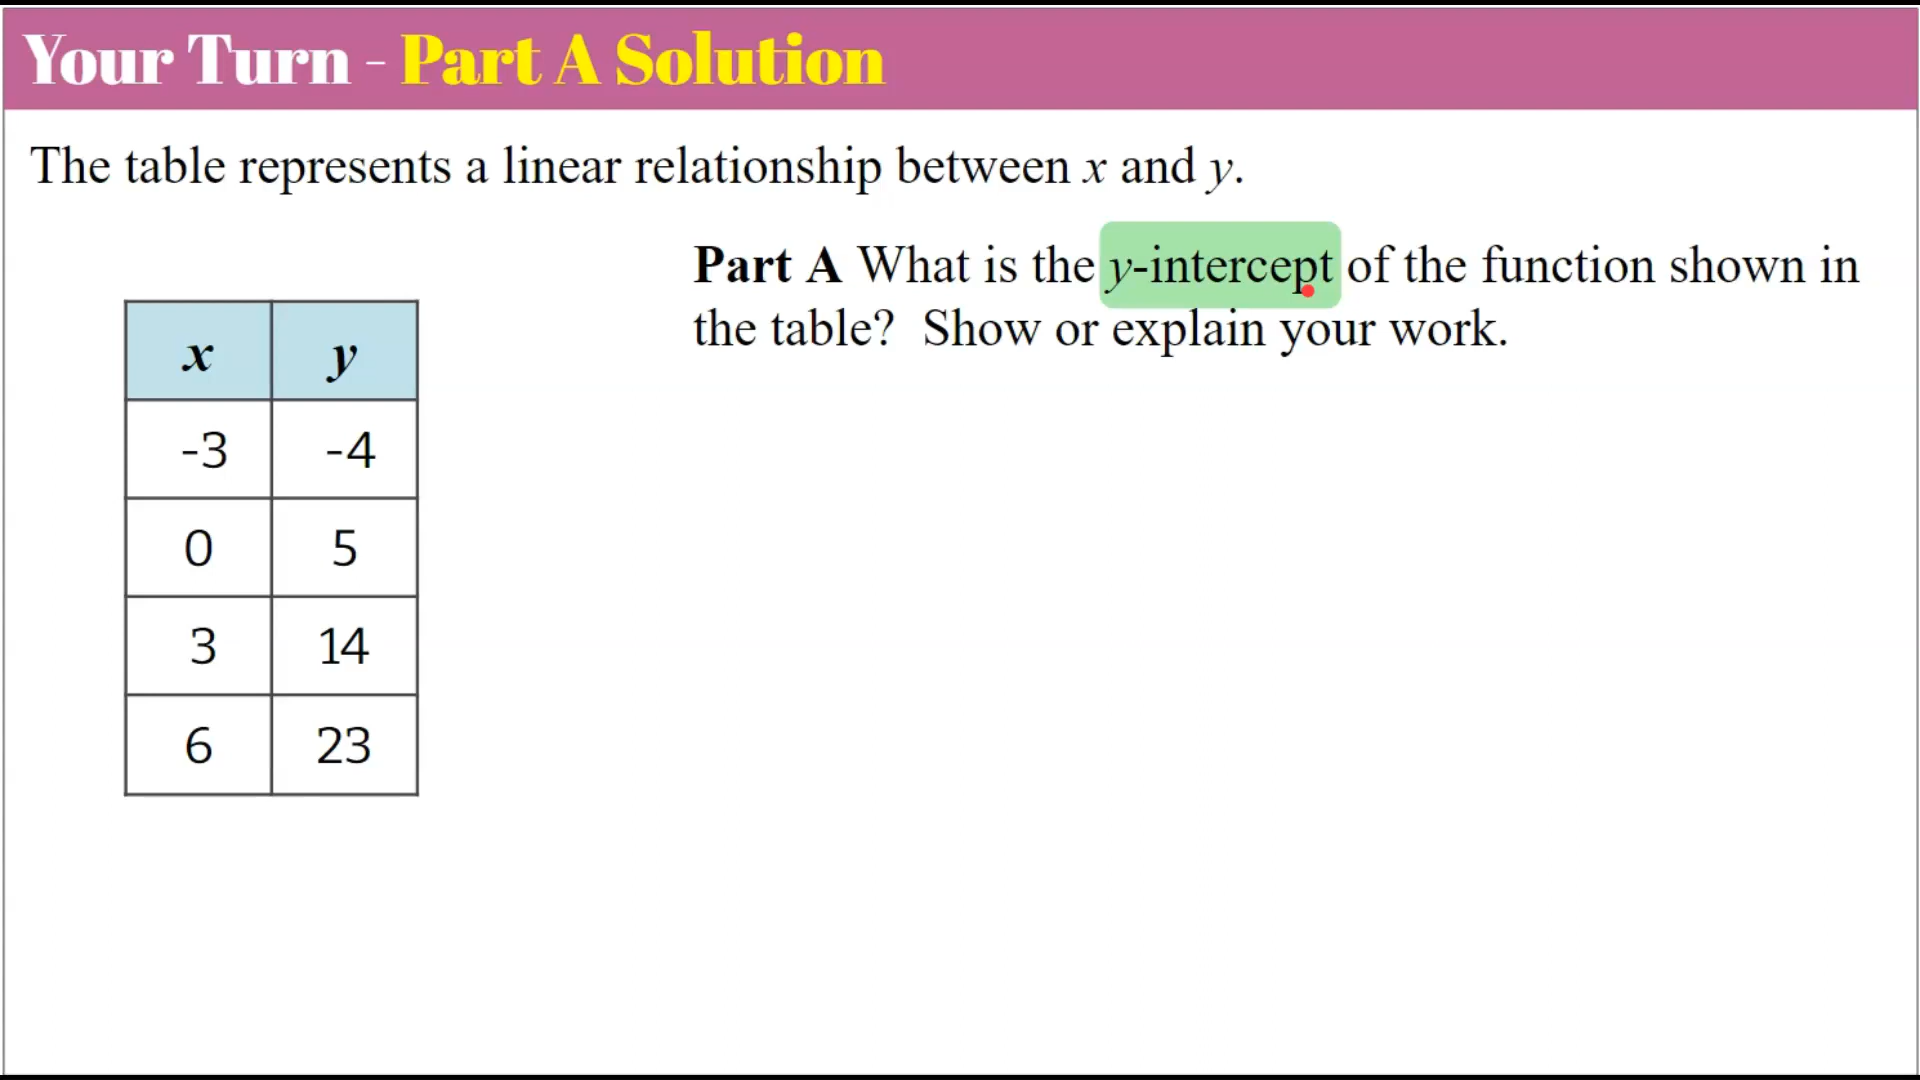 Your Turn - Part A Solution
The table represents a linear relationship between x and y.
Part A What is the y-intercept of the function shown in
the table? Show or explain your work.
x y
-3 -4
0 5
3 14
6 23